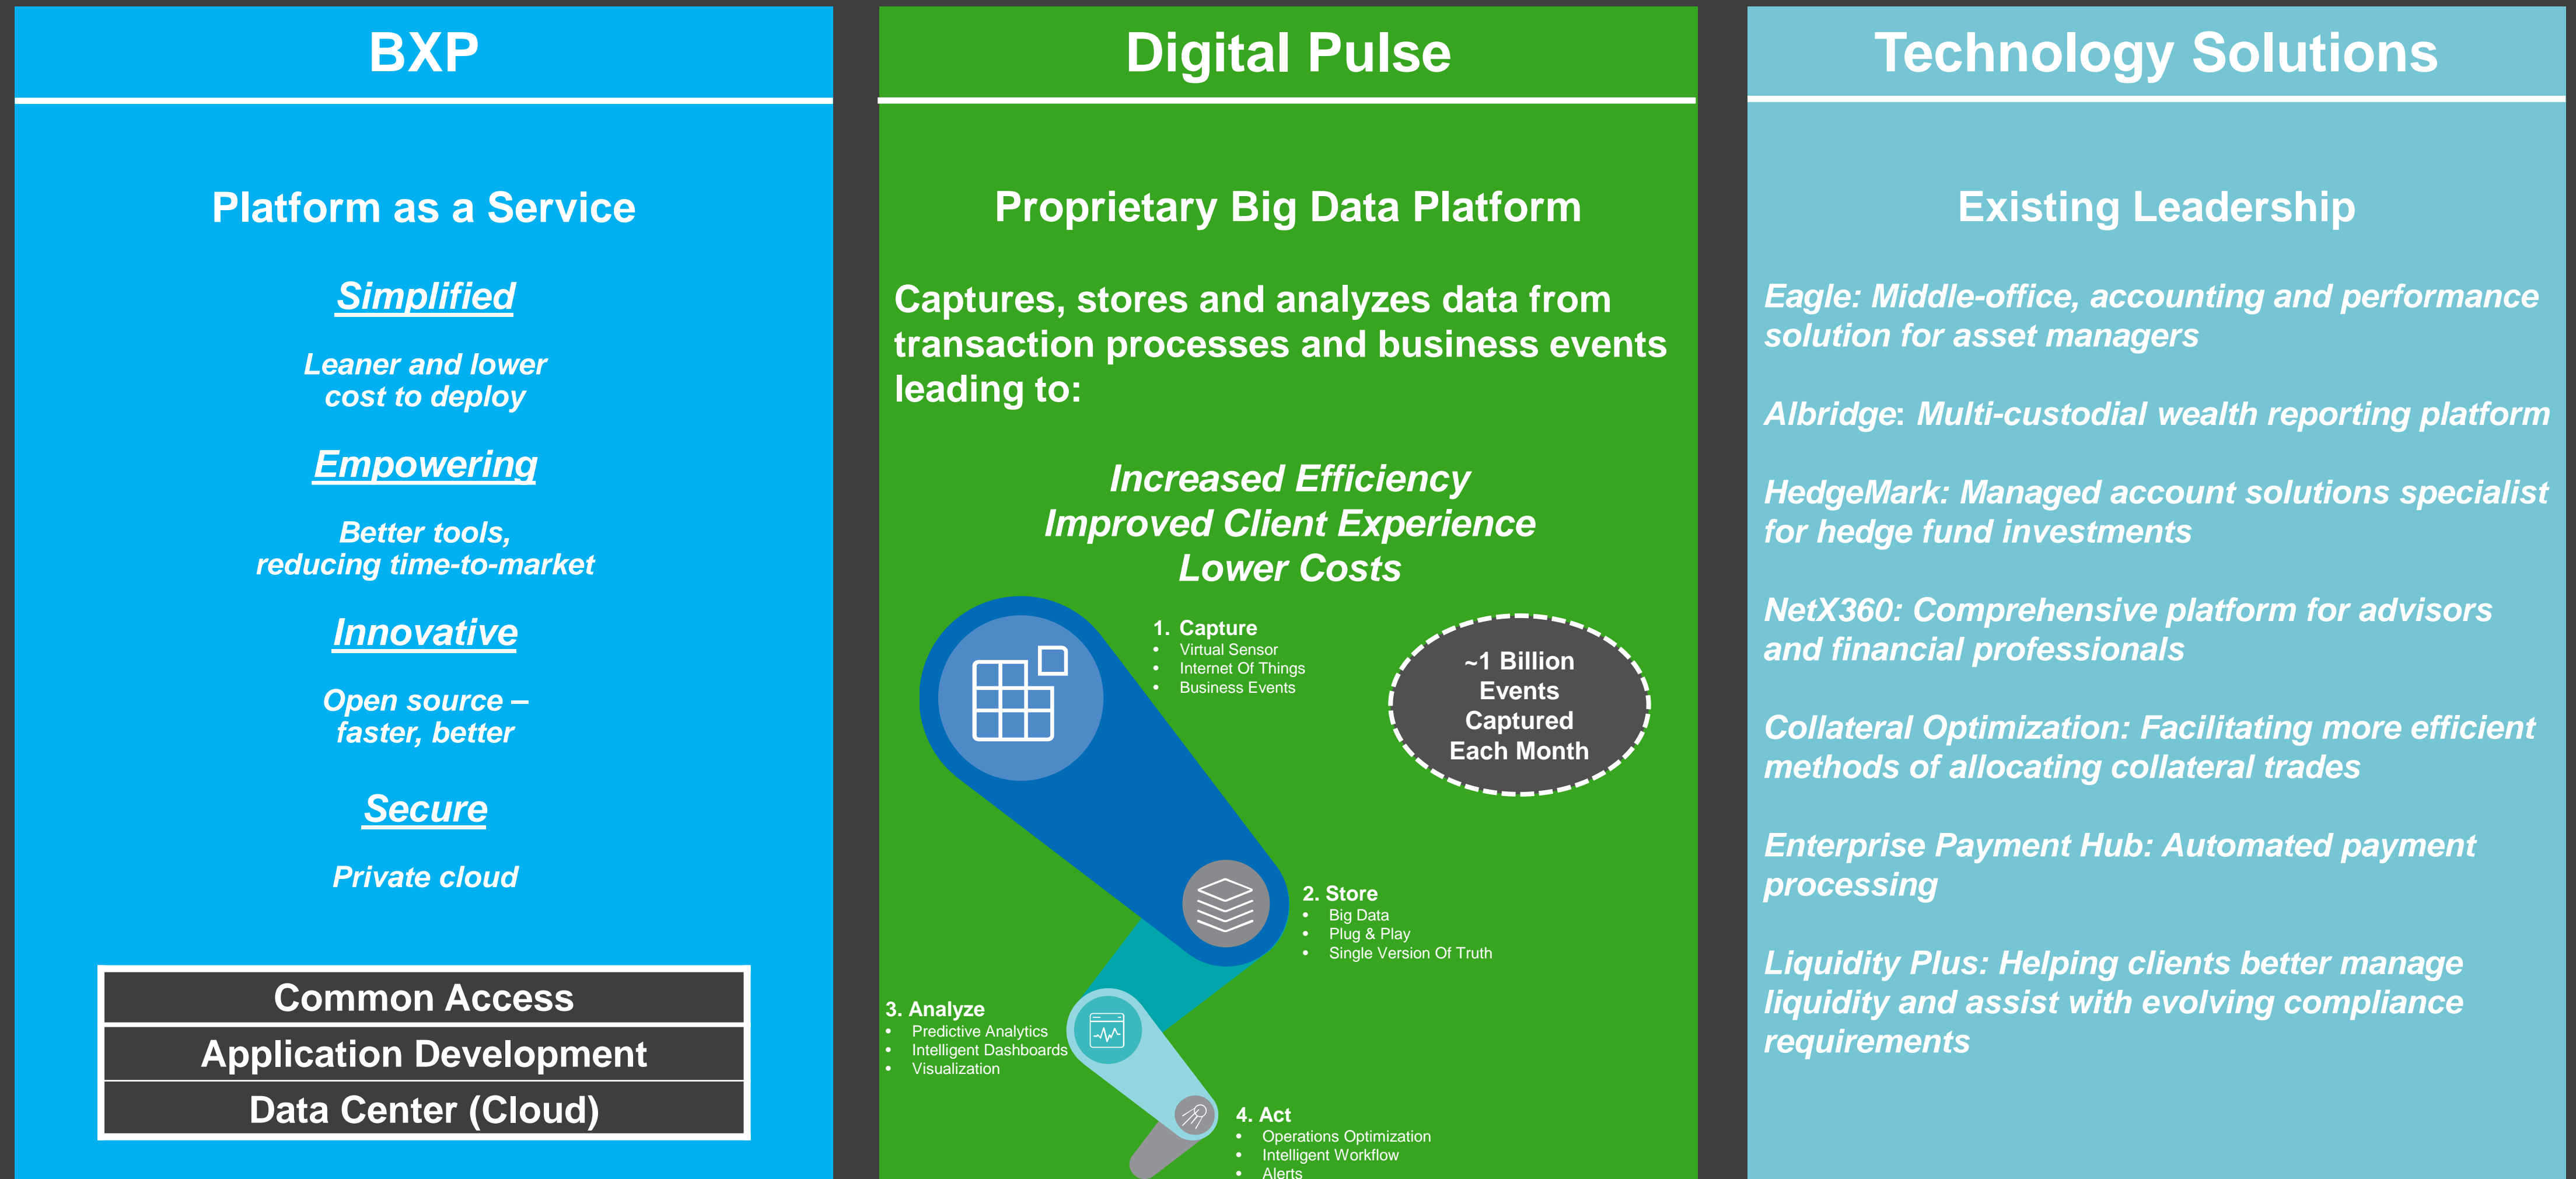 BXP
Platform as a Service
Simplified
Leaner and lower
cost to deploy
Empowering
Better tools,
reducing time-to-market
Innovative
Open source –
faster, better
Secure
Private cloud
Common Access
Application Development
Data Center (Cloud)
Digital Pulse
Proprietary Big Data Platform
Captures, stores and analyzes data from
transaction processes and business events
leading to:
Increased Efficiency
Improved Client Experience
Lower Costs
1. Capture
• Virtual Sensor
• Internet Of Things
• Business Events
~1 Billion
Events
Captured
Each Month
2. Store
• Big Data
• Plug & Play
• Single Version Of Truth
3. Analyze
• Predictive Analytics
• Intelligent Dashboards
• Visualization
4. Act
• Operations Optimization
• Intelligent Workflow
• Alerts
Technology Solutions
Existing Leadership
Eagle: Middle-office, accounting and performance
solution for asset managers
Albridge: Multi-custodial wealth reporting platform
HedgeMark: Managed account solutions specialist
for hedge fund investments
NetX360: Comprehensive platform for advisors
and financial professionals
Collateral Optimization: Facilitating more efficient
methods of allocating collateral trades
Enterprise Payment Hub: Automated payment
processing
Liquidity Plus: Helping clients better manage
liquidity and assist with evolving compliance
requirements